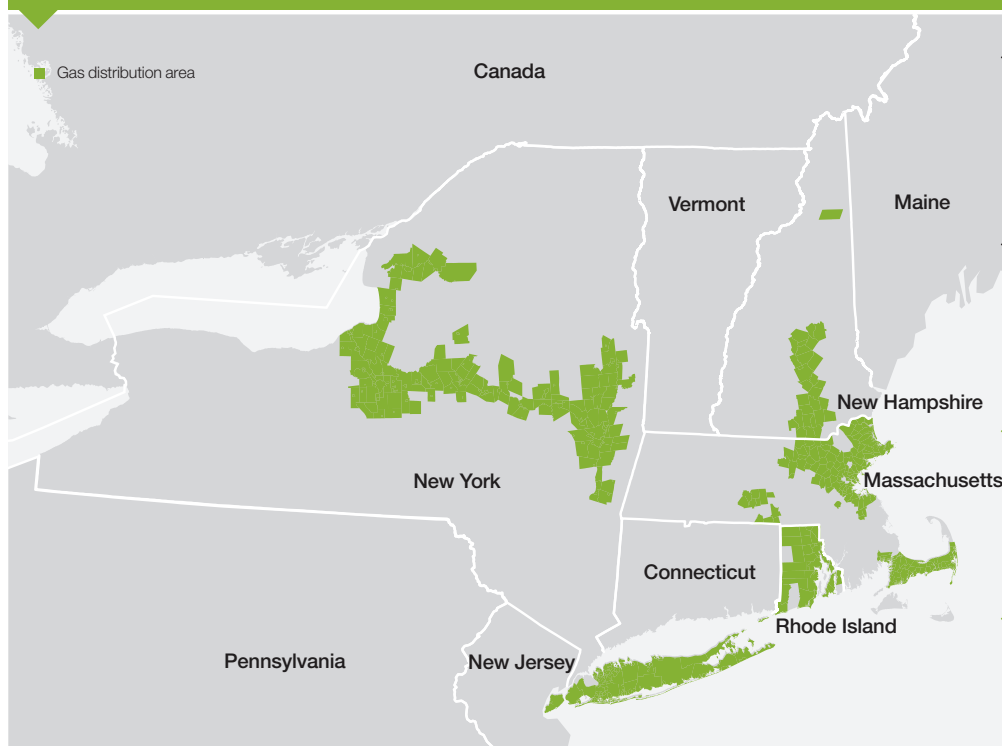 Gas distribution area
Canada
Vermont
Maine
New Hampshire
New York
Massachusetts
Connecticut
Rhode Island
Pennsylvania
New Jersey